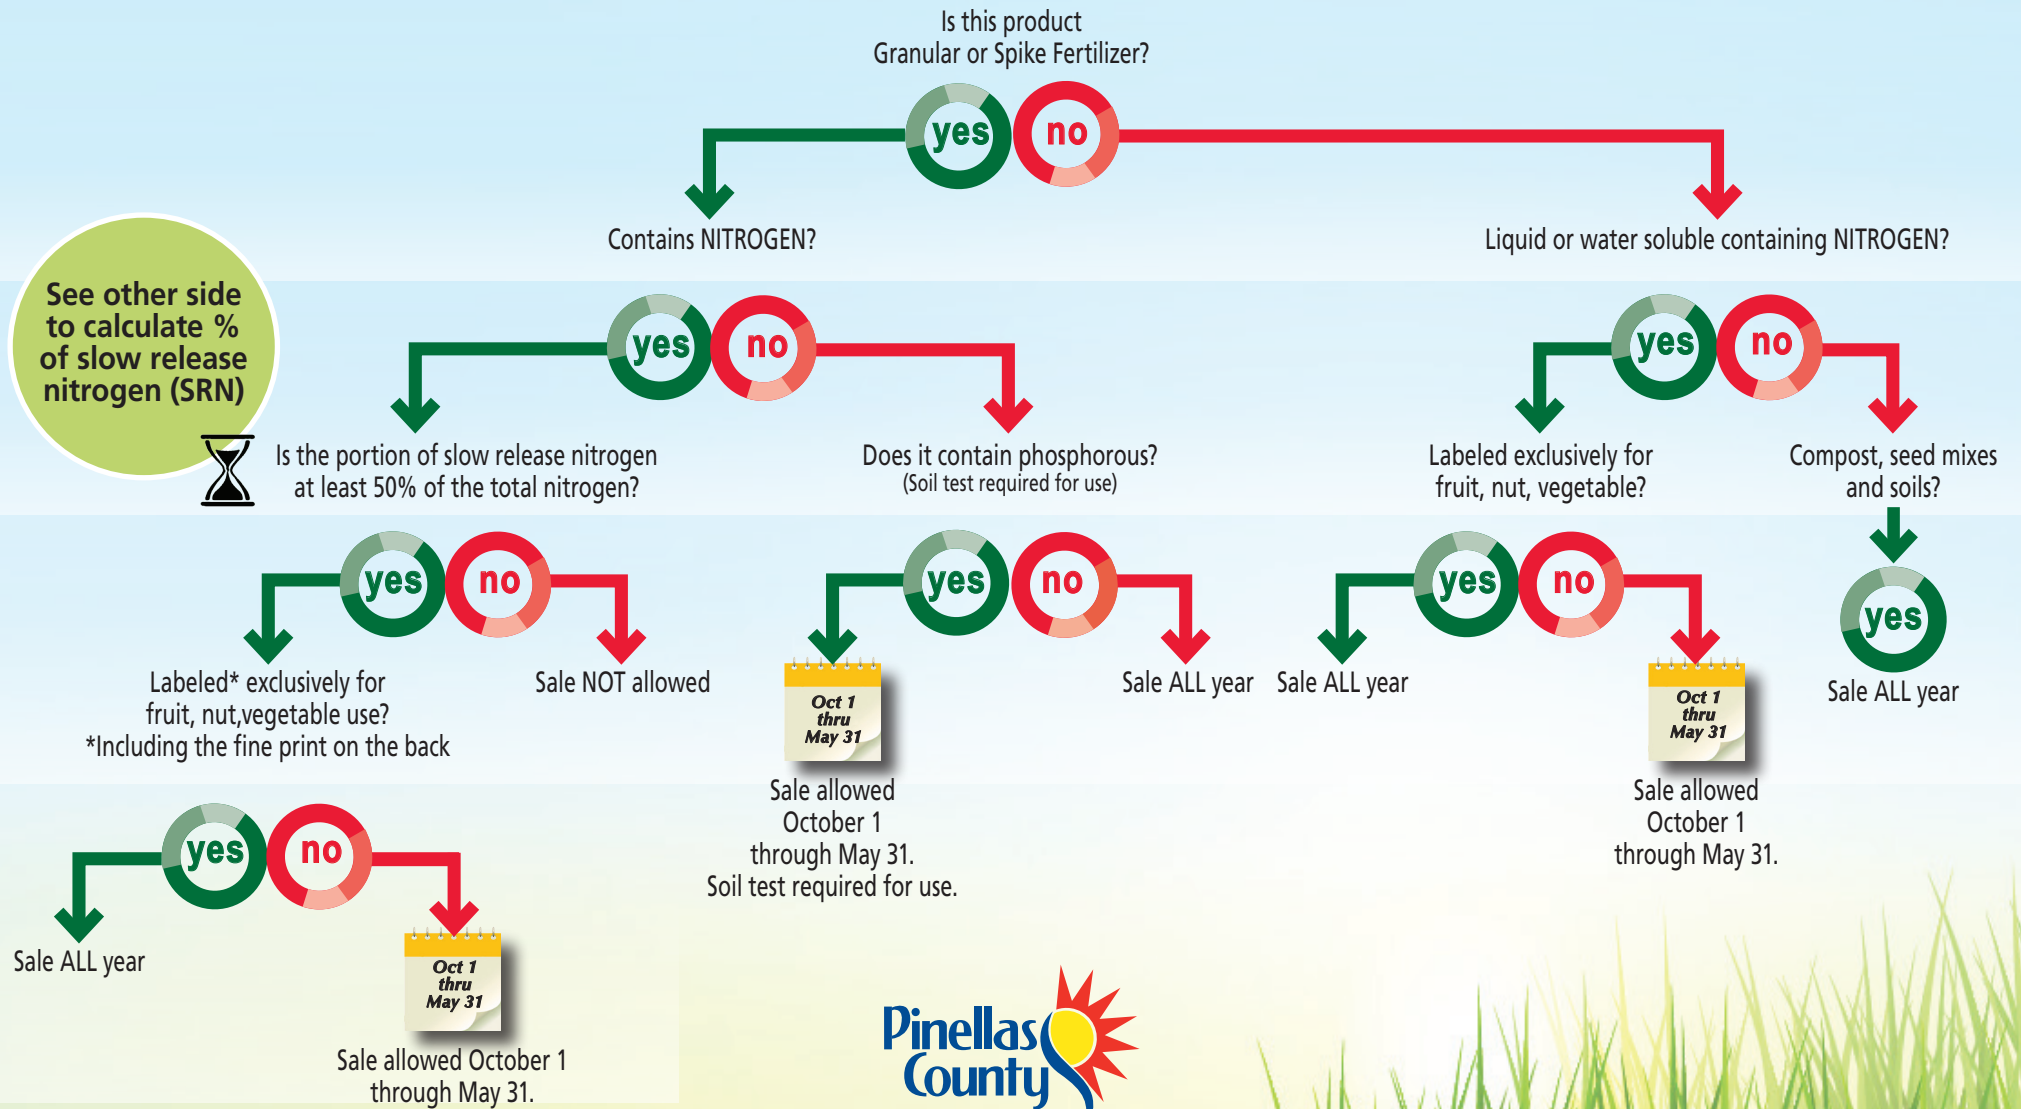 Is this product
Granular or Spike Fertilizer?
yes
no
Contains NITROGEN?
Liquid or water soluble containing NITROGEN?
See other side
to calculate %
of slow release
nitrogen (SRN)
yes
no
yes
no
Is the portion of slow release nitrogen
at least 50% of the total nitrogen?
Does it contain phosphorous?
(Soil test required for use)
Labeled exclusively for
fruit, nut, vegetable?
Compost, seed mixes
and soils?
yes
no
yes
no
yes
no
yes
Labeled* exclusively for
fruit, nut,vegetable use?
*Including the fine print on the back
Sale NOT allowed
Oct 1
thru
May 31
Sale allowed
October 1
through May 31.
Soil test required for use.
Sale ALL year
Sale ALL year
Oct 1
thru
May 31
Sale allowed
October 1
through May 31.
Sale ALL year
yes
no
Sale ALL year
Oct 1
thru
May 31
Sale allowed October 1
through May 31.
Pinellas
County